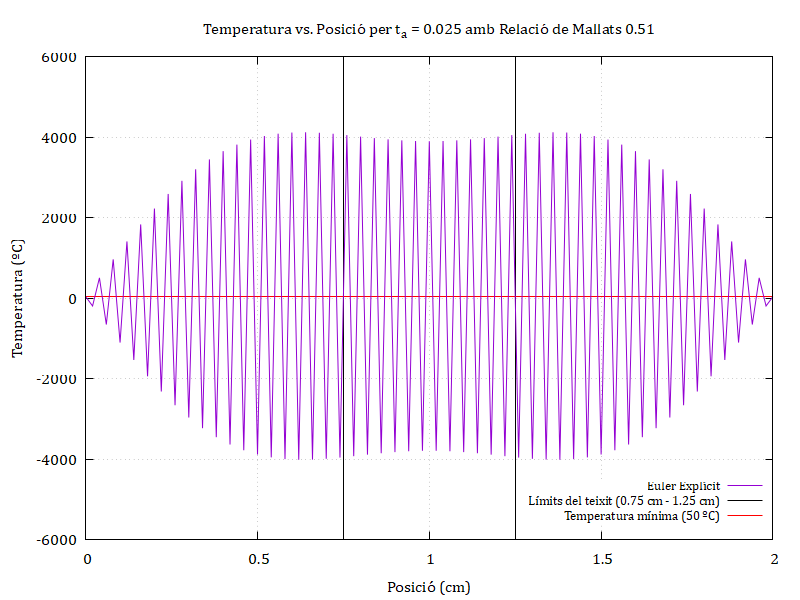 Temperatura vs. Posició per ta = 0.025 amb Relació de Mallats 0.51
6000
4000
2000
0
-2000
-4000
-6000
Temperatura (ºC)
Euler Explícit
Límits del teixit (0.75 cm - 1.25 cm)
Temperatura mínima (50 ºC)
0 0.5 1 1.5 2
Posició (cm)